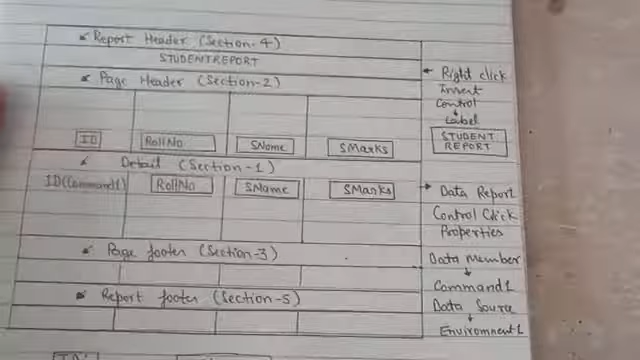 Report Header (Section-4)
STUDENTREPORT
Page Header (Section-2)
ID RollNo SName SMarks
Detail (Section-1)
ID(Command1) RollNo SName SMarks
Page footer (Section-3)
Report footer (Section-5)
Right click
Insert
Control
Label
STUDENT
REPORT
Data Report
Control Click
Properties
Data Member
Command1
Data Source
Environment1